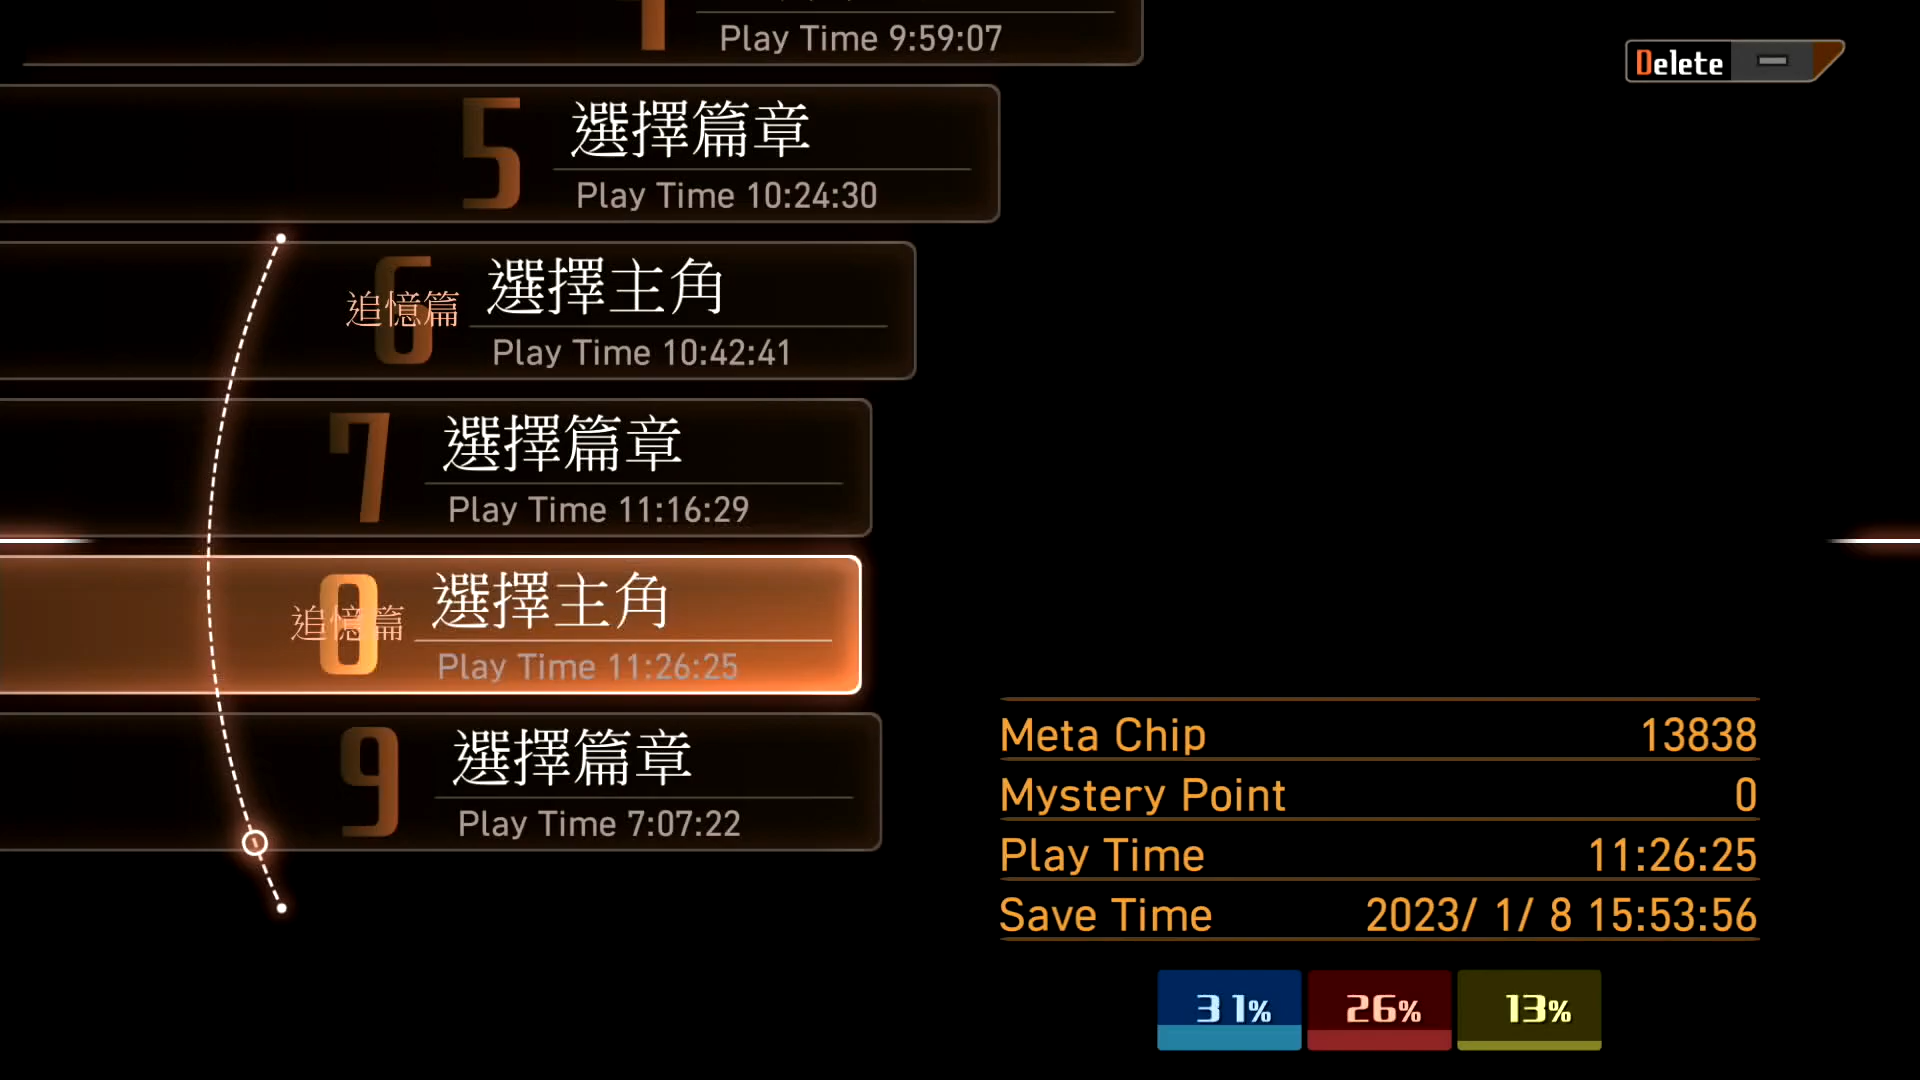 Play Time 9:59:07
Delete
5
選擇篇章
Play Time 10:24:30
6
追憶篇
選擇主角
Play Time 10:42:41
7
選擇篇章
Play Time 11:16:29
8
追憶篇
選擇主角
Play Time 11:26:25
9
選擇篇章
Play Time 7:07:22
Meta Chip 13838
Mystery Point 0
Play Time 11:26:25
Save Time 2023/ 1/ 8 15:53:56
31% 26% 13%